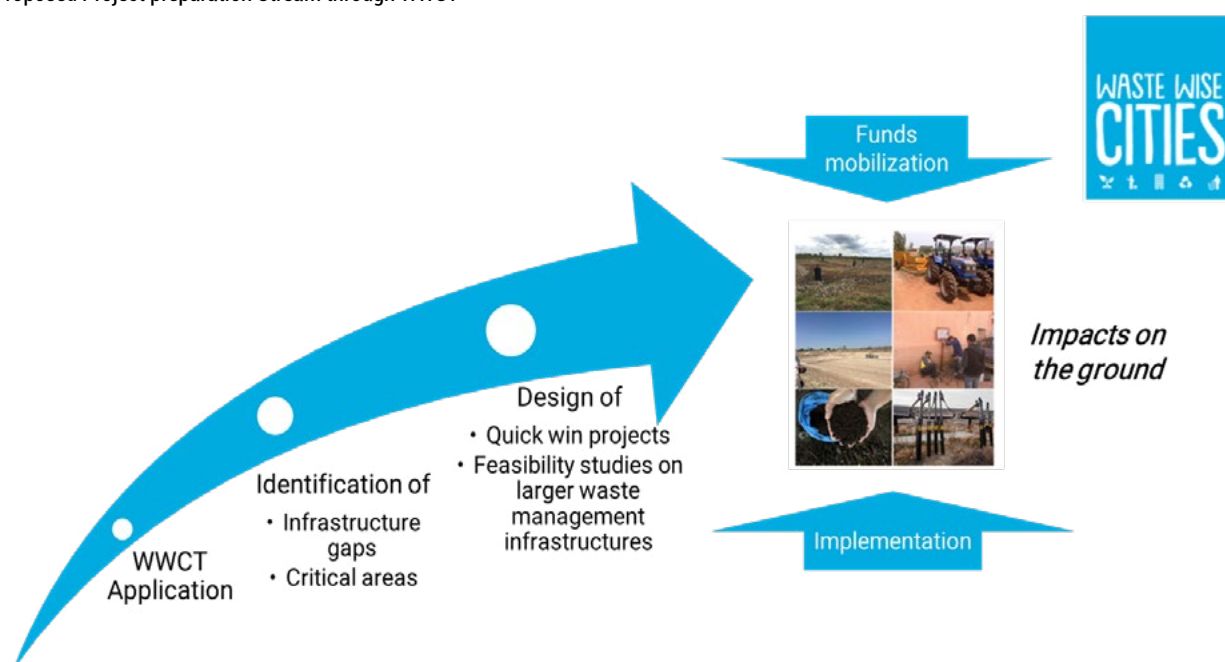 WASTE WISE
CITIES
Funds
mobilization
Impacts on
the ground
Design of
• Quick win projects
• Feasibility studies on
larger waste
management
infrastructures
Identification of
• Infrastructure
gaps
• Critical areas
WWCT
Application
Implementation